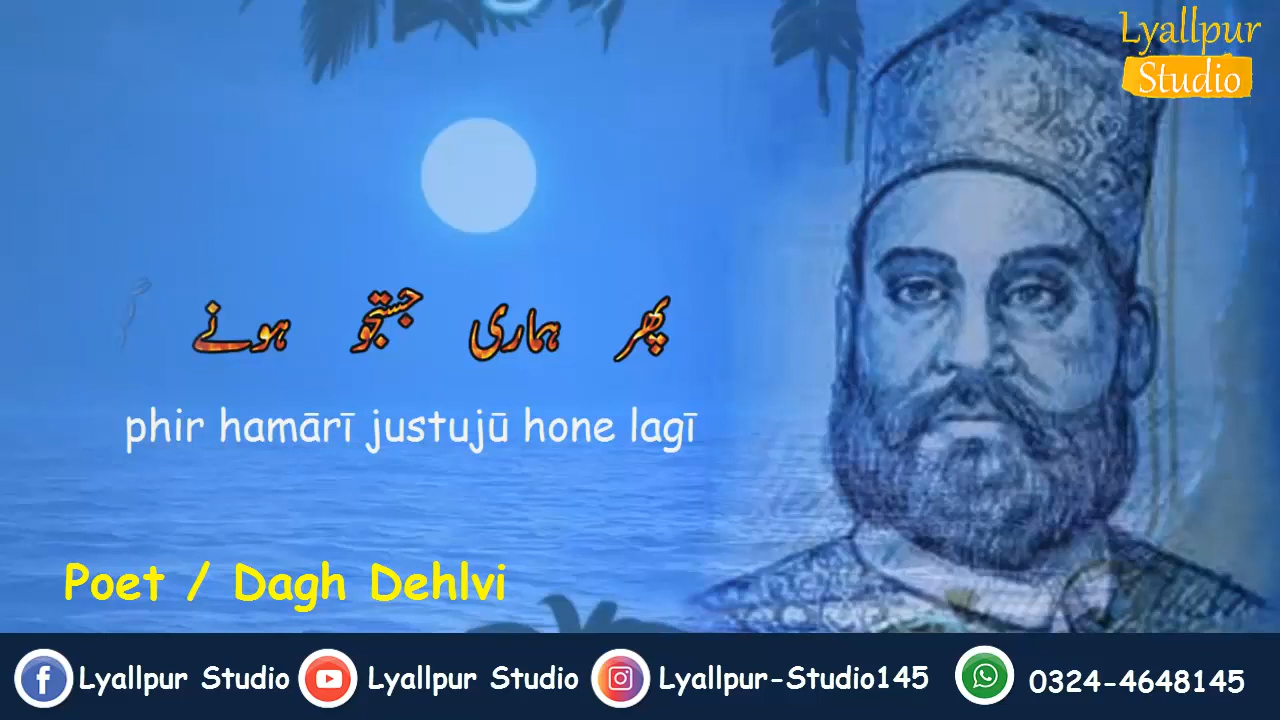 Lyallpur
Studio
پھر ہماری جستجو ہونے
phir hamārī justujū hone lagī
Poet / Dagh Dehlvi
Lyallpur Studio Lyallpur Studio Lyallpur-Studio145 0324-4648145